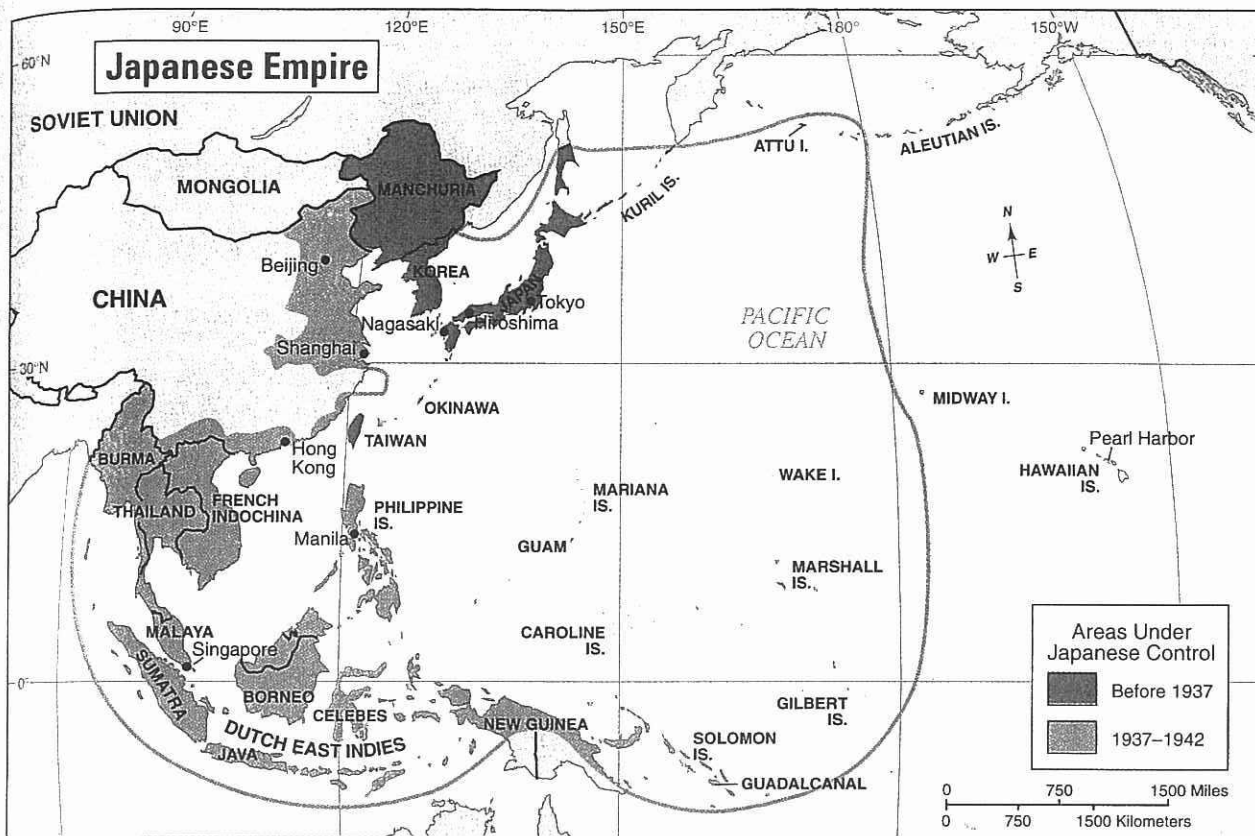 90°E 120°E 150°E 180° 150°W
60°N
Japanese Empire
SOVIET UNION
MONGOLIA
MANCHURIA
ATTU I.
ALEUTIAN IS.
KURIL IS.
N
W E
S
Beijing
KOREA
CHINA
JAPAN
Tokyo
Nagasaki
Hiroshima
PACIFIC
OCEAN
Shanghai
30°N
OKINAWA
MIDWAY I.
TAIWAN
Hong
Kong
Pearl Harbor
BURMA
HAWAIIAN
IS.
WAKE I.
MARIANA
IS.
THAILAND
FRENCH
INDOCHINA
PHILIPPINE
IS.
Manila
GUAM
MARSHALL
IS.
MALAYA
Singapore
CAROLINE
IS.
SUMATRA
0°
BORNEO
CELEBES
GILBERT
IS.
NEW GUINEA
DUTCH EAST INDIES
JAVA
SOLOMON
IS.
GUADALCANAL
Areas Under
Japanese Control
Before 1937
1937–1942
0 750 1500 Miles
0 750 1500 Kilometers